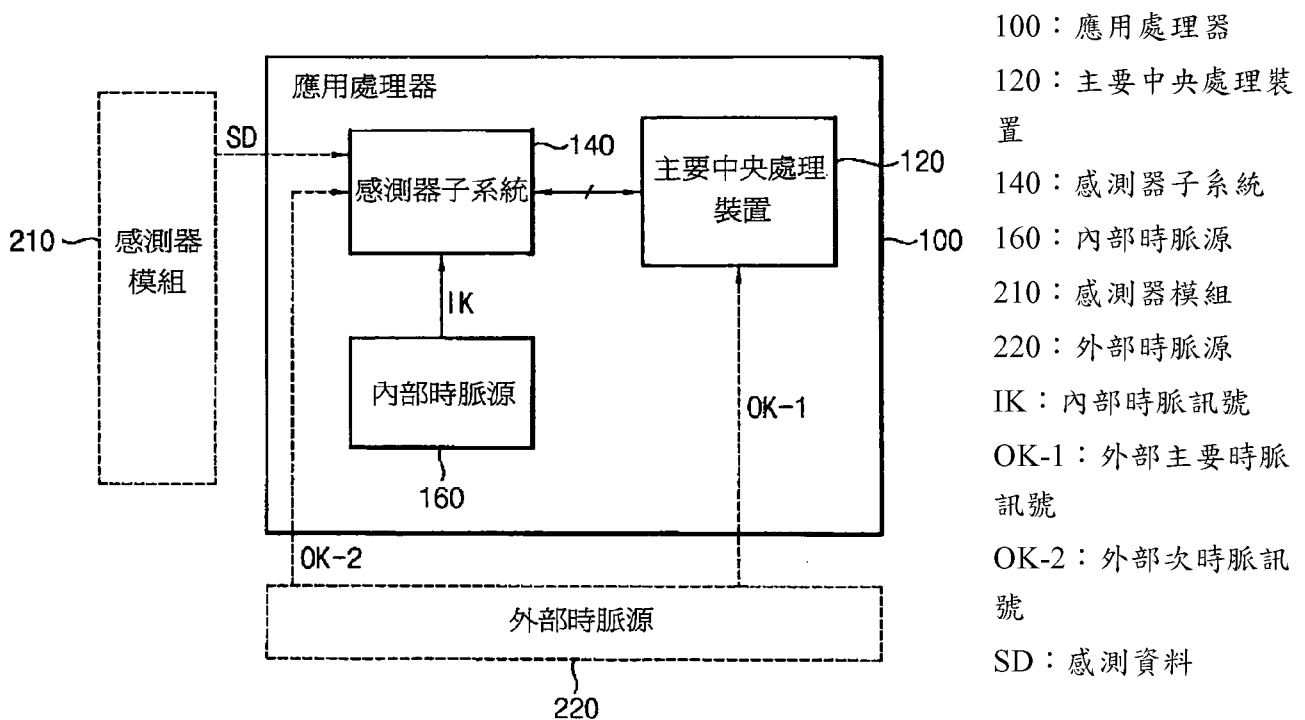 應用處理器
SD
140
感測器子系統
主要中央處理
裝置
120
210
感測器
模組
100
IK
內部時脈源
OK-1
160
OK-2
外部時脈源
220
100：應用處理器
120：主要中央處理裝
置
140：感測器子系統
160：內部時脈源
210：感測器模組
220：外部時脈源
IK：內部時脈訊號
OK-1：外部主要時脈
訊號
OK-2：外部次時脈訊
號
SD：感測資料